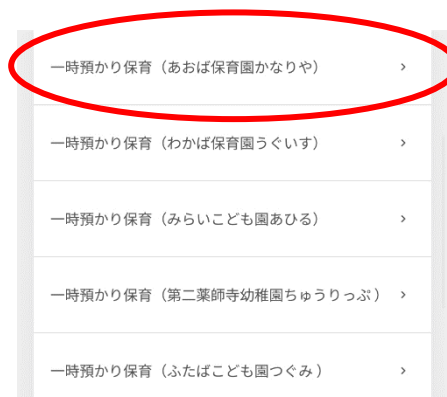 一時預かり保育（あおば保育園かなりや）
一時預かり保育（わかば保育園うぐいす）
一時預かり保育（みらいこども園あひる）
一時預かり保育（第二薬師寺幼稚園ちゅうりっぷ ）
一時預かり保育（ふたばこども園つぐみ ）